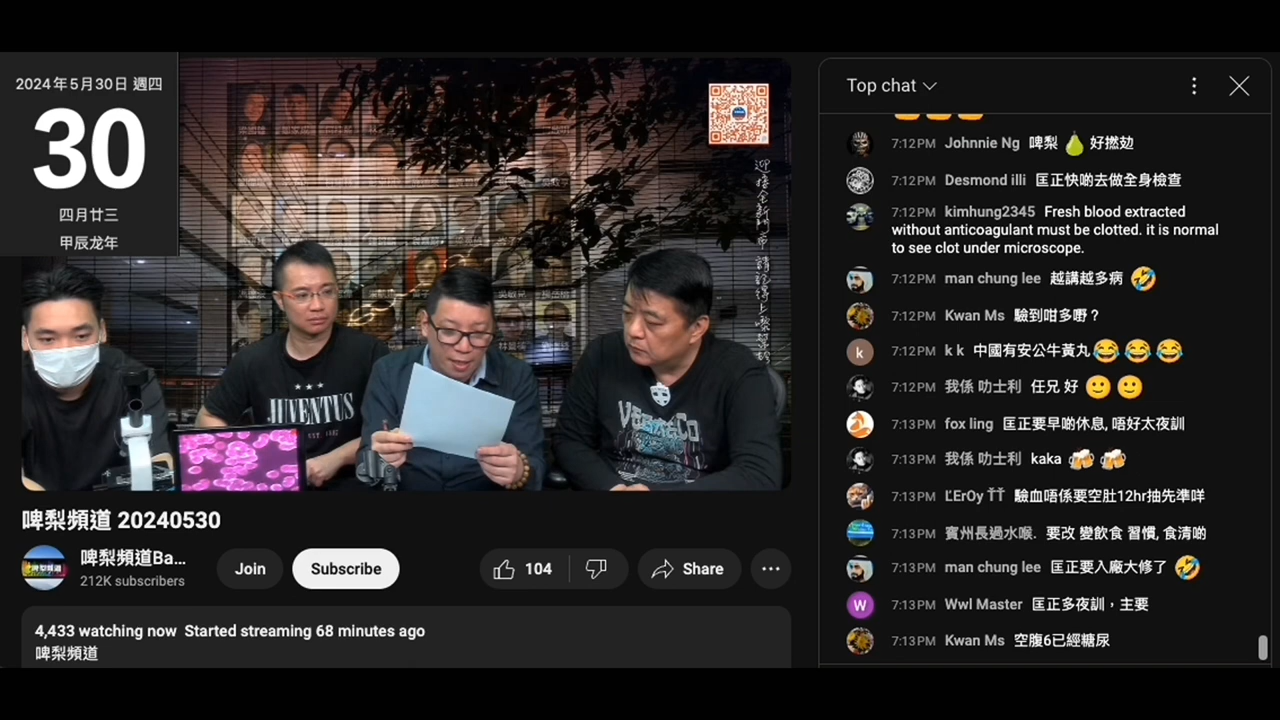 2024年5月30日 週四
30
四月廿三
甲辰龙年
JUVENTUS
啤梨頻道 20240530
啤梨頻道Ba...
212K subscribers
Join
Subscribe
104
Share
4,433 watching now Started streaming 68 minutes ago
啤梨頻道
Top chat
7:12PM Johnnie Ng 啤梨 🍐 好撚攰
7:12PM Desmond illi 匡正快啲去做全身檢查
7:12PM kimhung2345 Fresh blood extracted
without anticoagulant must be clotted. it is normal
to see clot under microscope.
7:12PM man chung lee 越講越多病 🤣
7:12PM Kwan Ms 驗到咁多嘢？
k
7:12PM k k 中國有安公牛黃丸😂😂😂
7:12PM 我係 叻士利 任兄 好 🙂🙂
7:13PM fox ling 匡正要早啲休息, 唔好太夜訓
7:13PM 我係 叻士利 kaka 🍻🍻
7:13PM ĽErOy ŤŤ 驗血唔係要空肚12hr抽先準咩
7:13PM 賓州長過水喉. 要改 變飲食 習慣, 食清啲
7:13PM man chung lee 匡正要入廠大修了 🤣
W
7:13PM Wwl Master 匡正多夜訓，主要
7:13PM Kwan Ms 空腹6已經糖尿